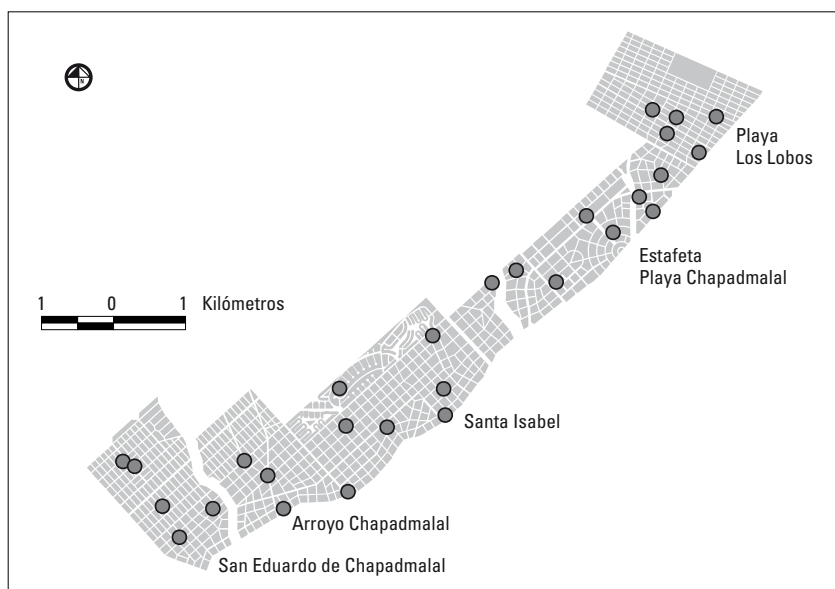 N
Playa
Los Lobos
Estafeta
Playa Chapadmalal
1 0 1 Kilómetros
Santa Isabel
Arroyo Chapadmalal
San Eduardo de Chapadmalal